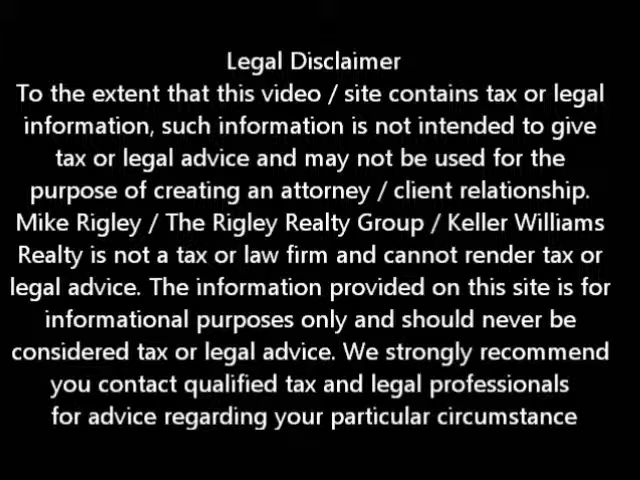 Legal Disclaimer
To the extent that this video / site contains tax or legal
information, such information is not intended to give
tax or legal advice and may not be used for the
purpose of creating an attorney / client relationship.
Mike Rigley / The Rigley Realty Group / Keller Williams
Realty is not a tax or law firm and cannot render tax or
legal advice. The information provided on this site is for
informational purposes only and should never be
considered tax or legal advice. We strongly recommend
you contact qualified tax and legal professionals
for advice regarding your particular circumstance